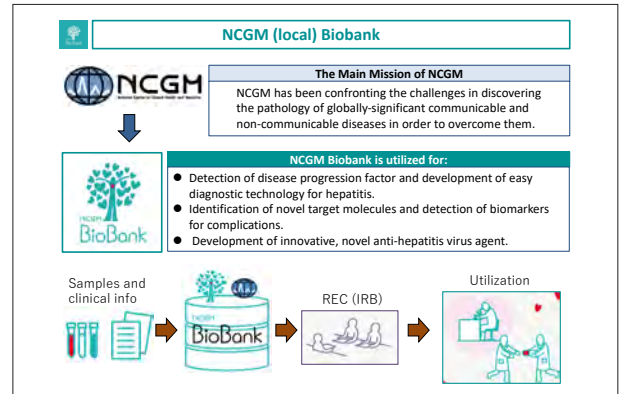 BioBank
NCGM (local) Biobank
NCGM
The Main Mission of NCGM
NCGM has been confronting the challenges in discovering
the pathology of globally-significant communicable and
non-communicable diseases in order to overcome them.
NCGM
BioBank
NCGM Biobank is utilized for:
● Detection of disease progression factor and development of easy
diagnostic technology for hepatitis.
● Identification of novel target molecules and detection of biomarkers
for complications.
● Development of innovative, novel anti-hepatitis virus agent.
Samples and
clinical info
NCGM
BioBank
REC (IRB)
Utilization